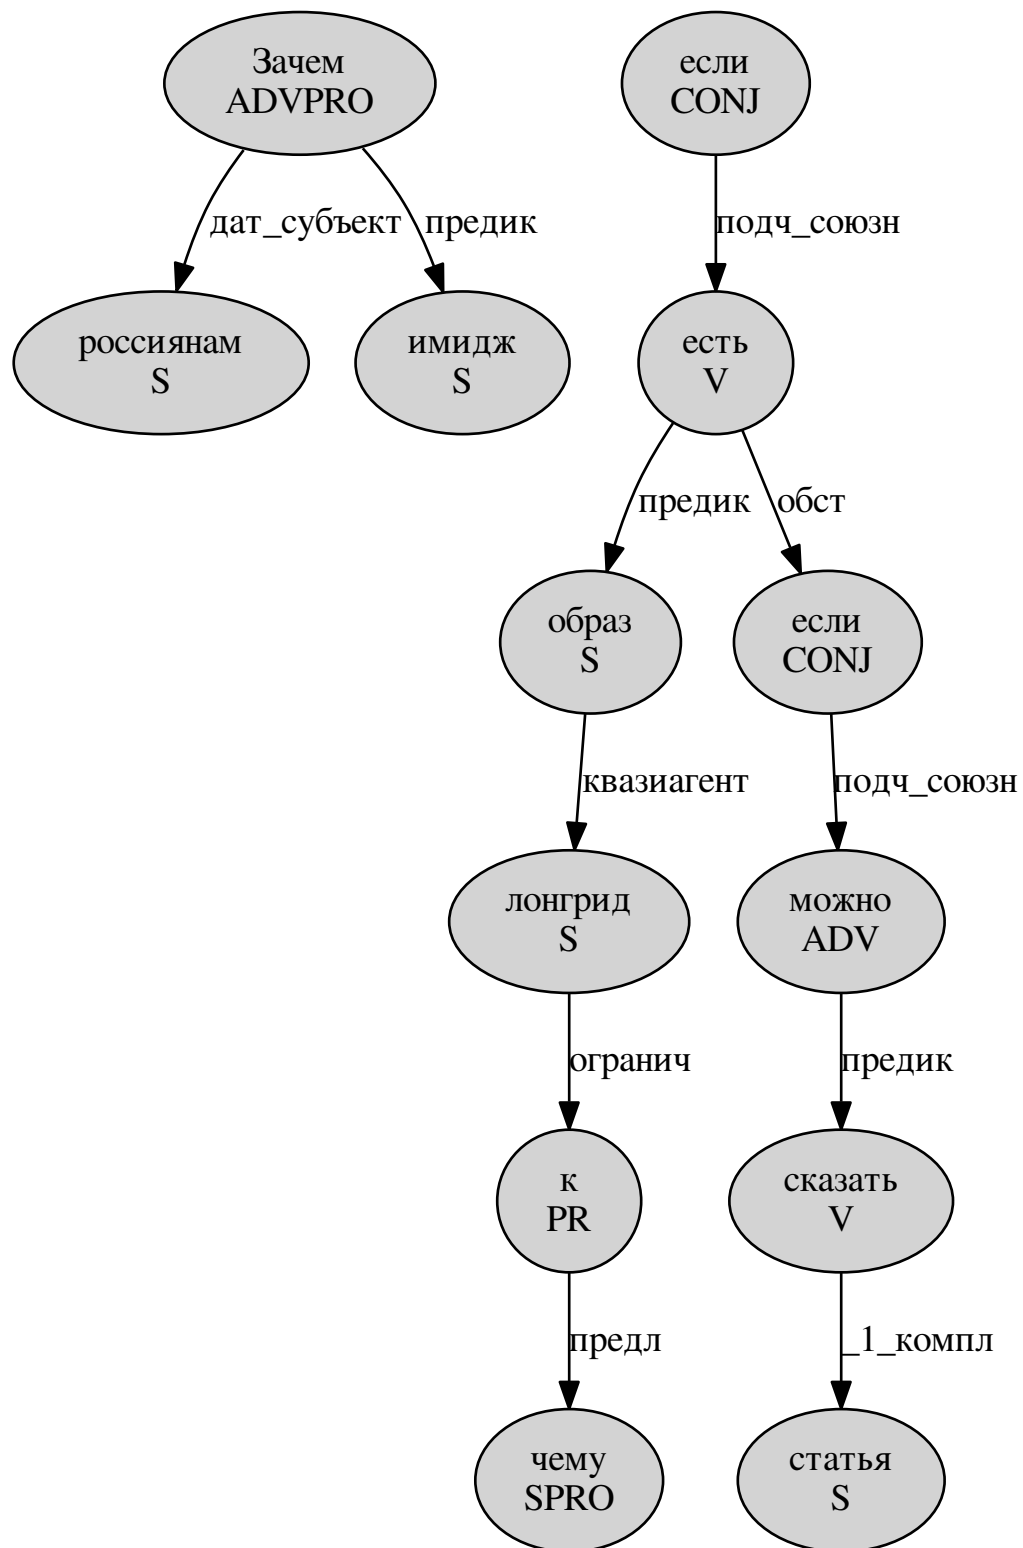 Зачем
ADVPRO
если
CONJ
дат_субъект
предик
подч_союзн
россиянам
S
имидж
S
есть
V
предик
обст
образ
S
если
CONJ
квазиагент
подч_союзн
лонгрид
S
можно
ADV
огранич
предик
к
PR
сказать
V
предл
_1_компл
чему
SPRO
статья
S